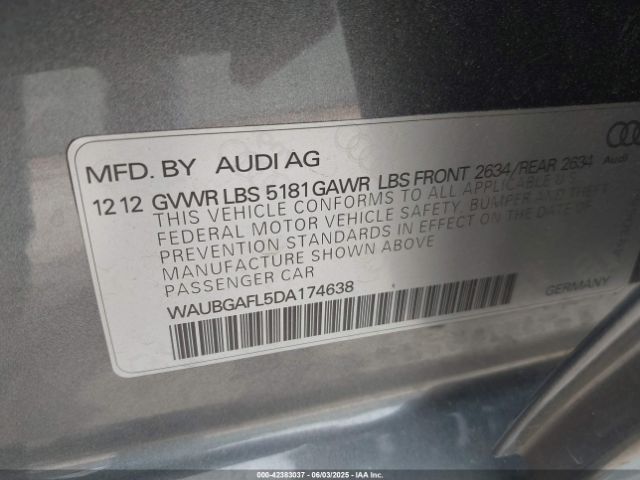 MFD. BY AUDI AG
Audi
12 12 GVWR LBS 5181 GAWR LBS FRONT 2634/REAR 2634
THIS VEHICLE CONFORMS TO ALL APPLICABLE U.S.
FEDERAL MOTOR VEHICLE SAFETY, BUMPER AND THEFT
PREVENTION STANDARDS IN EFFECT ON THE DATE OF
MANUFACTURE SHOWN ABOVE
PASSENGER CAR
WAUBGAFL5DA174638
GERMANY
00-42383037 - 06/03/2025 - COPYRIGHT IAA